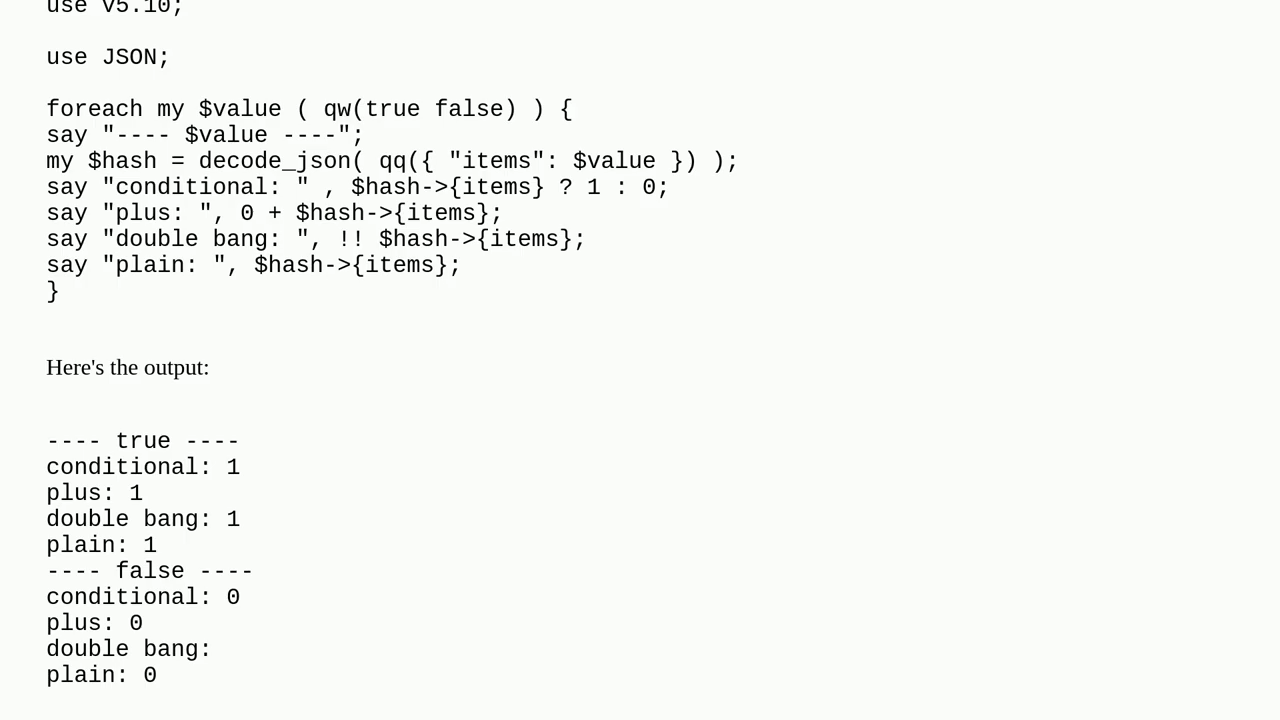 use v5.10;
use JSON;
foreach my $value ( qw(true false) ) {
say "---- $value ----";
my $hash = decode_json( qq({ "items": $value }) );
say "conditional: " , $hash->{items} ? 1 : 0;
say "plus: ", 0 + $hash->{items};
say "double bang: ", !! $hash->{items};
say "plain: ", $hash->{items};
}
Here's the output:
---- true ----
conditional: 1
plus: 1
double bang: 1
plain: 1
---- false ----
conditional: 0
plus: 0
double bang:
plain: 0